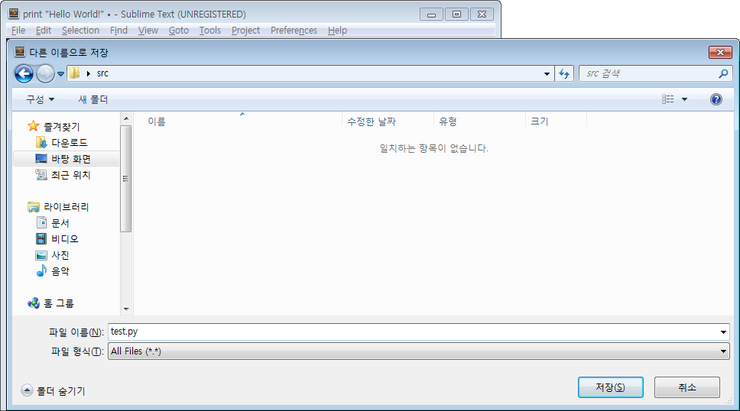 print "Hello World!" • - Sublime Text (UNREGISTERED)
File Edit Selection Find View Goto Tools Project Preferences Help
다른 이름으로 저장
src
src 검색
구성 새 폴더
이름 수정한 날짜 유형 크기
일치하는 항목이 없습니다.
즐겨찾기
다운로드
바탕 화면
최근 위치
라이브러리
문서
비디오
사진
음악
홈 그룹
파일 이름(N): test.py
파일 형식(T): All Files (*.*)
폴더 숨기기
저장(S) 취소